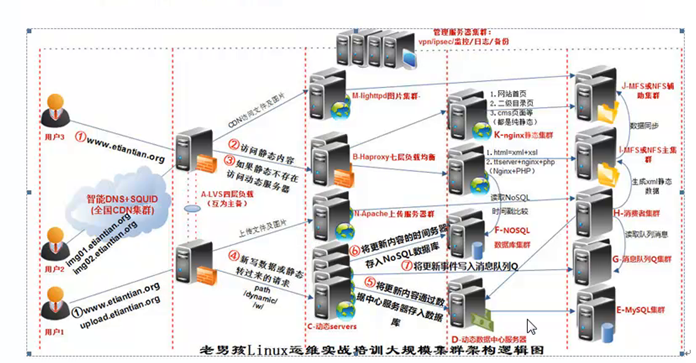 管理服务器集群:
vpn/ipsec/监控/日志/备份
用户3
①www.etiantian.org
智能DNS+SQUID
(全国CDN集群)
img01.etiantian.org
img02.etiantian.org
用户2
①www.etiantian.org
upload.etiantian.org
用户1
CDN访问文件及图片
②访问静态内容
③如果静态不存在
访问动态服务器
A-LVS四层负载
(互为主备)
上传文件及图片
④新写数据或静态
转过来的请求
path
/dynamic/
/w/
M-lighttpd图片集群
B-Haproxy七层负载均衡
N-Apache上传服务器群
C-动态servers
1.网站首页
2.二级目录页
3.cms页面等
(都是纯静态)
K-nginx静态集群
1.html+xml+xsl
2.ttserver+nginx+php
(Nginx+PHP)
读取NoSQL
时间戳比较
F-NOSQL
数据库集群
⑥将更新内容的时间务器
存入NoSQL数据库
⑦将更新事件写入消息队列Q
⑤将更新内容通过数
据中心服务器存入数据
库
D-动态数据中心服务器
J-MFS或NFS辅
助集群
数据同步
I-MFS或NFS主集
群
生成xml静态
数据
H-消费者集群
读取队列消息
G-消息队列Q集群
E-MySQL集群
老男孩Linux运维实战培训大规模集群架构逻辑图